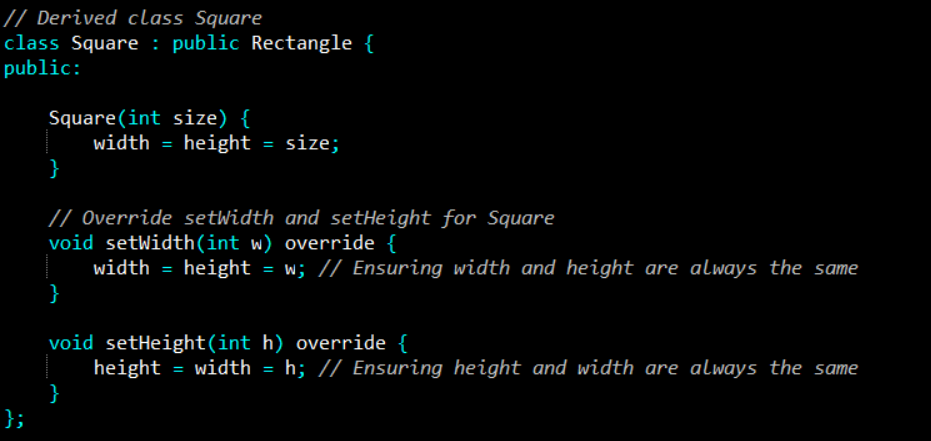 // Derived class Square
class Square : public Rectangle {
public:
    Square(int size) {
        width = height = size;
    }
    // Override setWidth and setHeight for Square
    void setWidth(int w) override {
        width = height = w; // Ensuring width and height are always the same
    }
    void setHeight(int h) override {
        height = width = h; // Ensuring height and width are always the same
    }
};